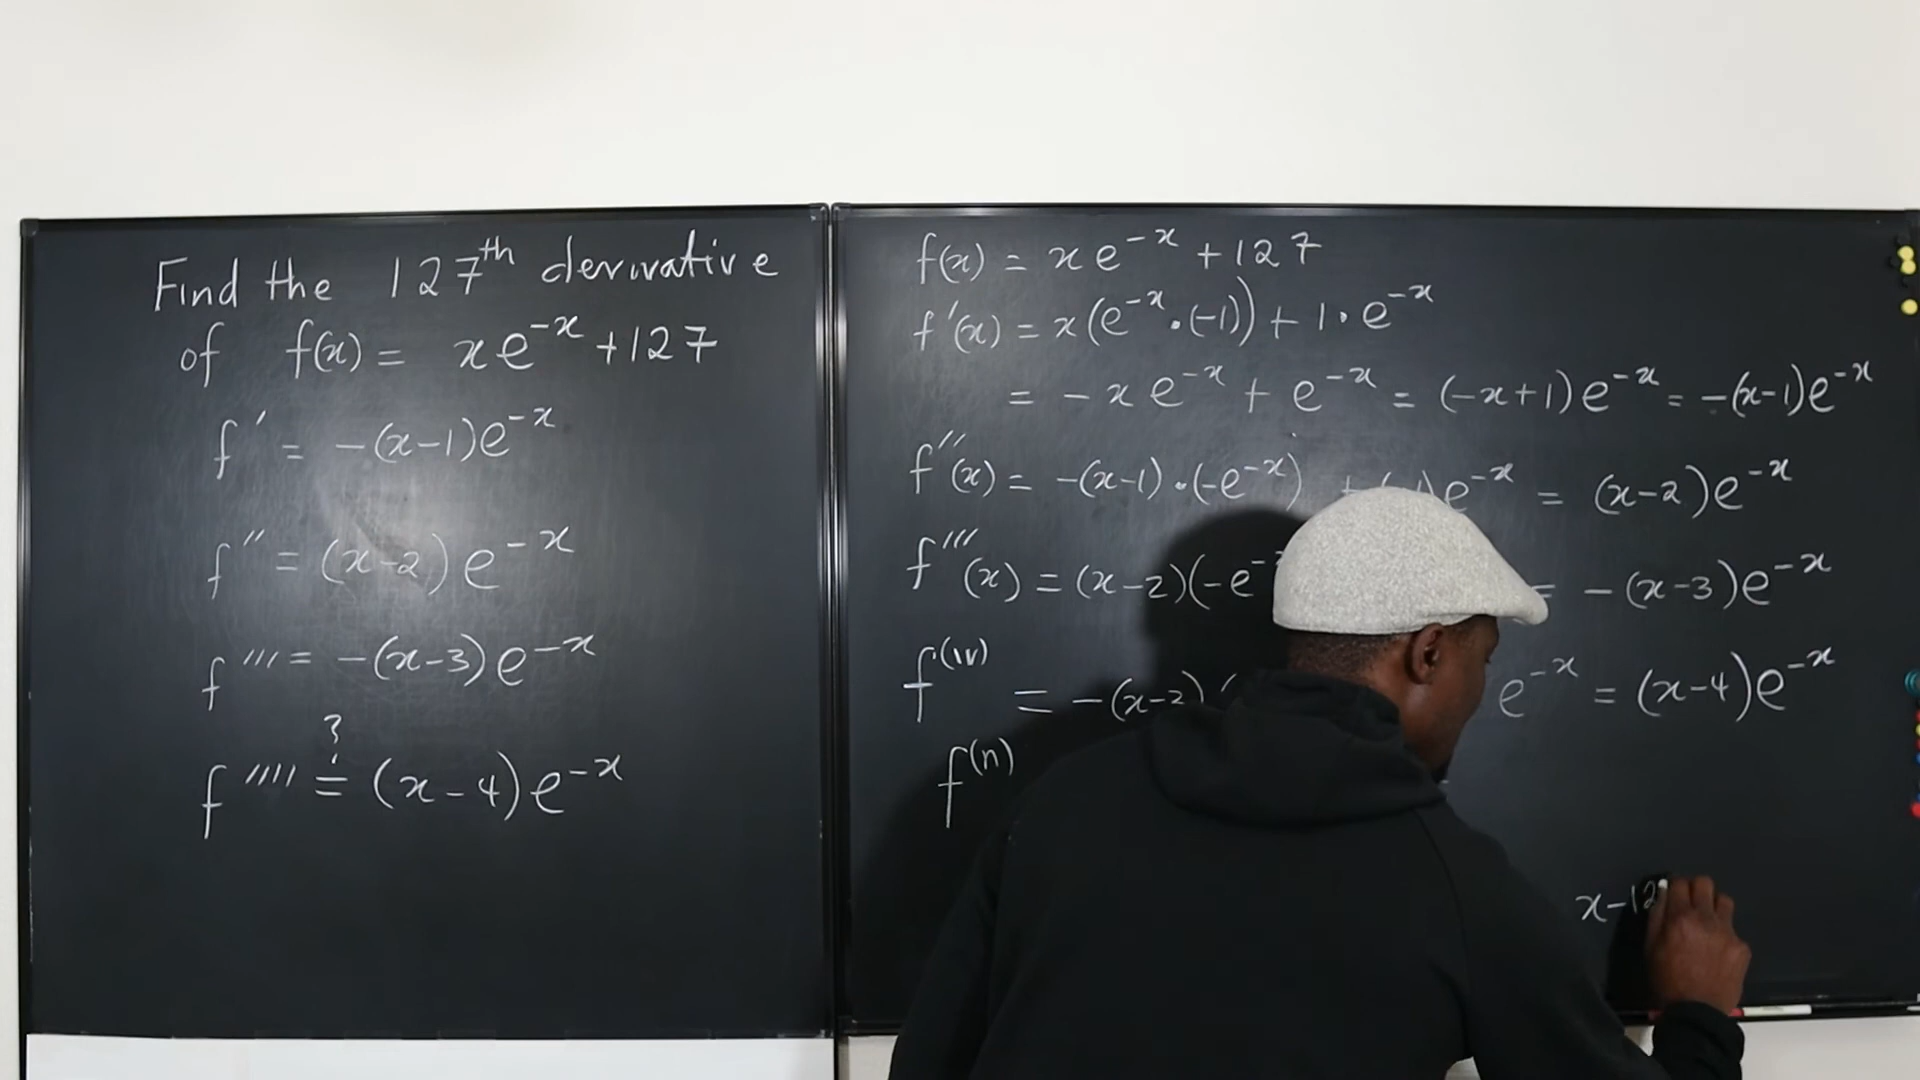 Find the 127th derivative
of f(x) = xe^-x +127
f' = -(x-1)e^-x
f'' = (x-2)e^-x
f''' = -(x-3)e^-x
?
f'''' = (x-4)e^-x
f(x) = xe^-x +127
f'(x) = x(e^-x·(-1)) + 1·e^-x
= -xe^-x + e^-x = (-x+1)e^-x = -(x-1)e^-x
f''(x) = -(x-1)·(-e^-x) e^-x = (x-2)e^-x
f'''(x) = (x-2)(-e^- = -(x-3)e^-x
f^(iv) = -(x-2) e^-x = (x-4)e^-x
f^(n)
x-12